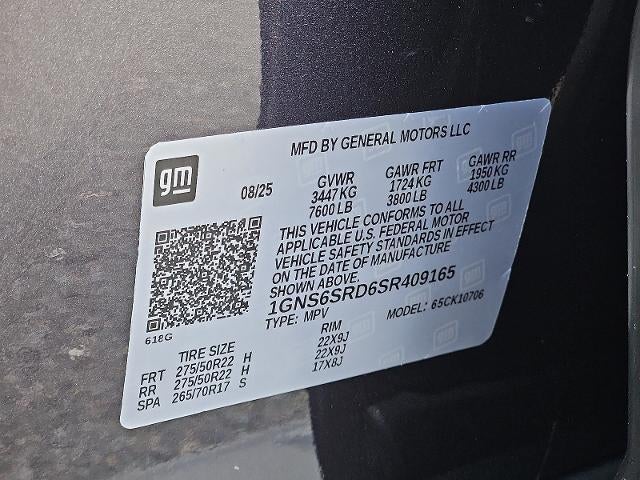 MFD BY GENERAL MOTORS LLC
gm
08/25
GVWR GAWR FRT GAWR RR
3447 KG 1724 KG 1950 KG
7600 LB 3800 LB 4300 LB
THIS VEHICLE CONFORMS TO ALL
APPLICABLE U.S. FEDERAL MOTOR
VEHICLE SAFETY STANDARDS IN EFFECT
ON THE DATE OF MANUFACTURE
SHOWN ABOVE.
1GNS6SRD6SR409165
TYPE: MPV MODEL: 65CK10706
618G
TIRE SIZE RIM
FRT 275/50R22 H 22X9J
RR 275/50R22 H 22X9J
SPA 265/70R17 S 17X8J